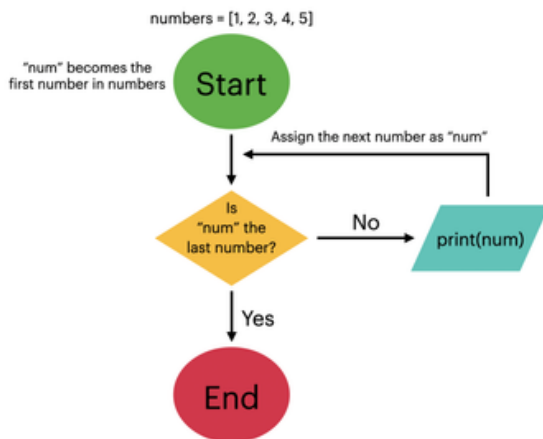 numbers = [1, 2, 3, 4, 5]
"num" becomes the
first number in numbers
Start
Assign the next number as "num"
Is
"num" the
last number?
No
print(num)
Yes
End